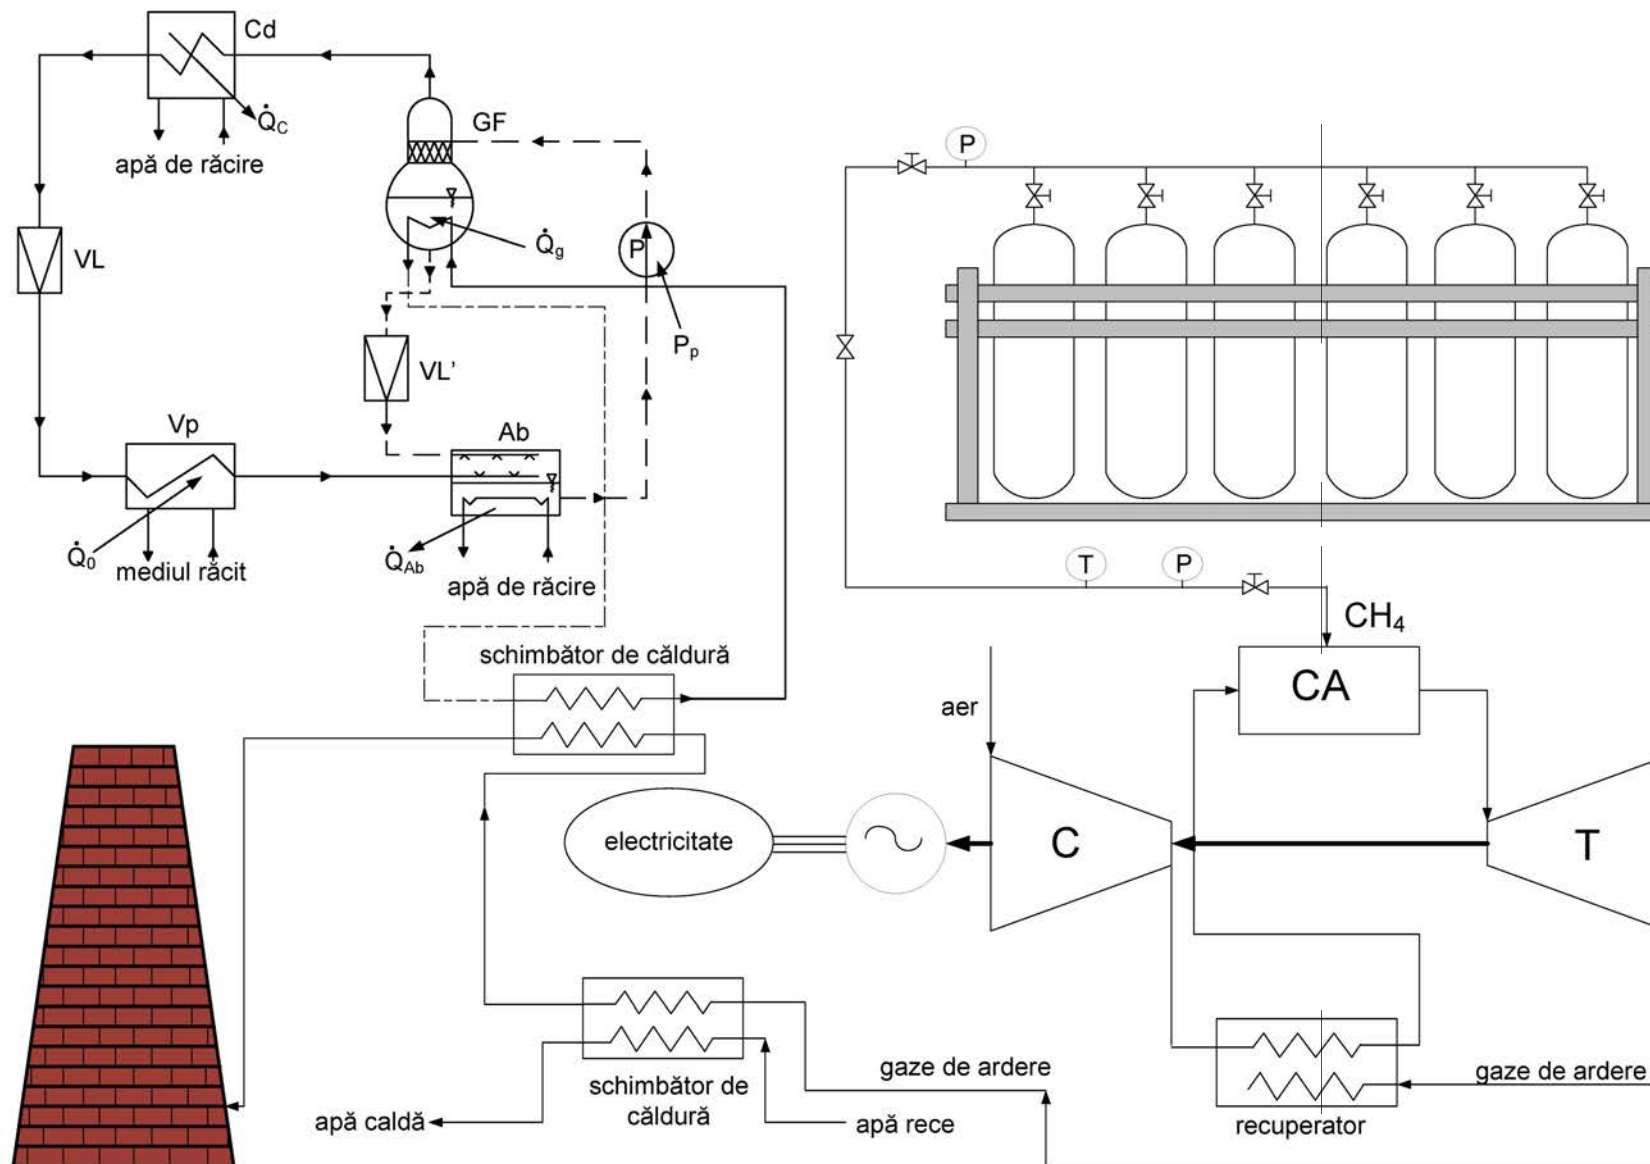 Cd
Q̇C
apă de răcire
GF
P
Q̇g
P
VL
Pp
VL'
Vp
Ab
Q̇0
mediul răcit
Q̇Ab
apă de răcire
T
P
CH4
schimbător de căldură
CA
aer
electricitate
C
T
gaze de ardere
gaze de ardere
schimbător de
căldură
apă caldă
apă rece
recuperator